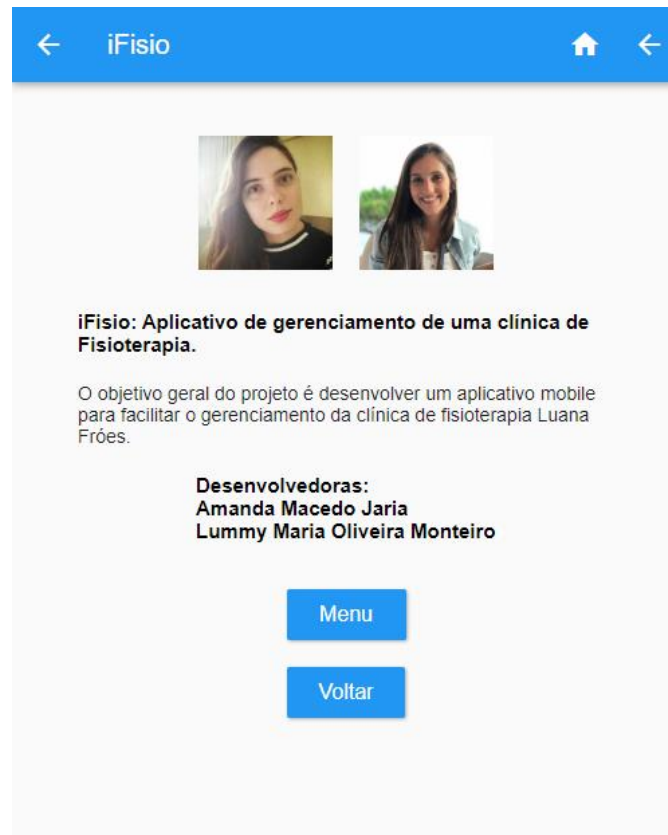 iFisio
iFisio: Aplicativo de gerenciamento de uma clínica de
Fisioterapia.
O objetivo geral do projeto é desenvolver um aplicativo mobile
para facilitar o gerenciamento da clínica de fisioterapia Luana
Fróes.
Desenvolvedoras:
Amanda Macedo Jaria
Lummy Maria Oliveira Monteiro
Menu
Voltar